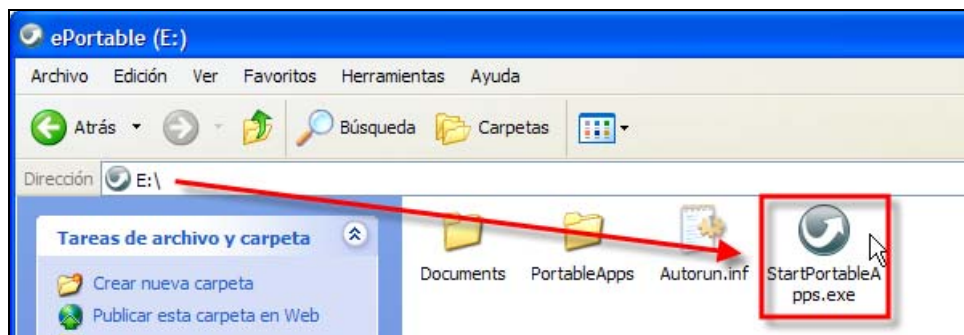 ePortable (E:)
Archivo Edición Ver Favoritos Herramientas Ayuda
Atrás Búsqueda Carpetas
Dirección E:\
Tareas de archivo y carpeta
Crear nueva carpeta
Publicar esta carpeta en Web
Documents PortableApps Autorun.inf StartPortableA
pps.exe